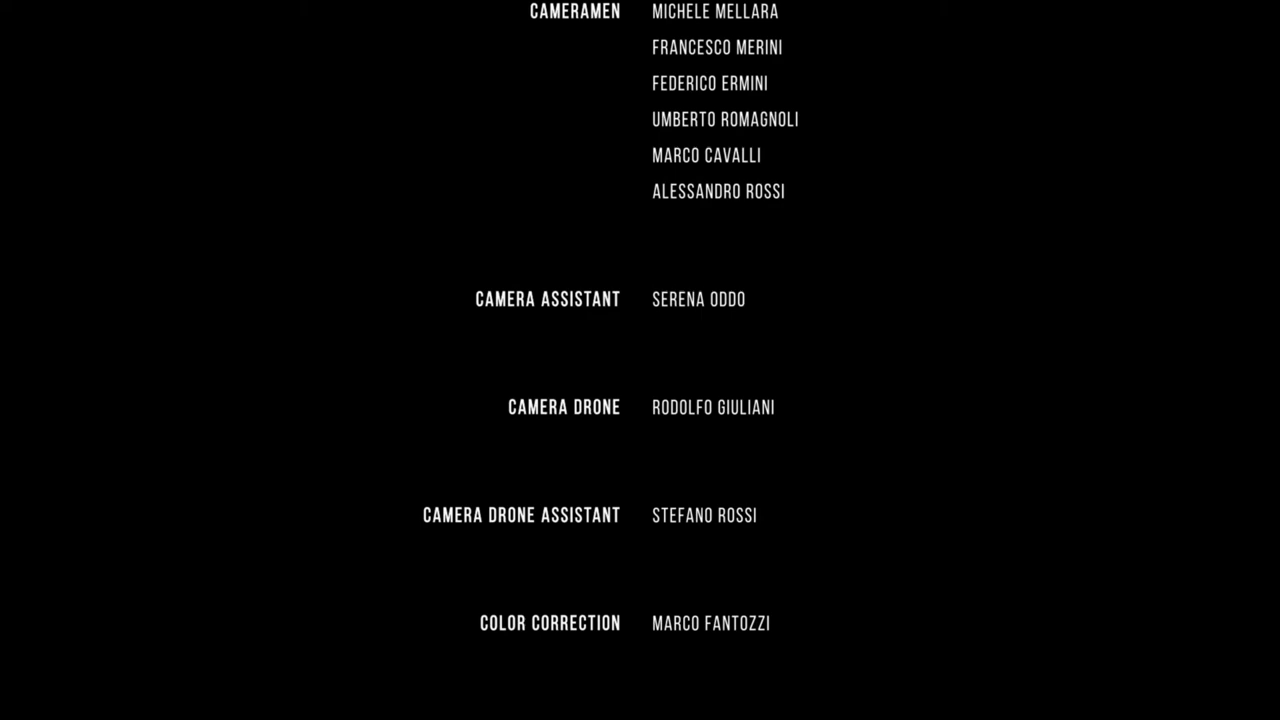 CAMERAMEN MICHELE MELLARA
FRANCESCO MERINI
FEDERICO ERMINI
UMBERTO ROMAGNOLI
MARCO CAVALLI
ALESSANDRO ROSSI
CAMERA ASSISTANT SERENA ODDO
CAMERA DRONE RODOLFO GIULIANI
CAMERA DRONE ASSISTANT STEFANO ROSSI
COLOR CORRECTION MARCO FANTOZZI